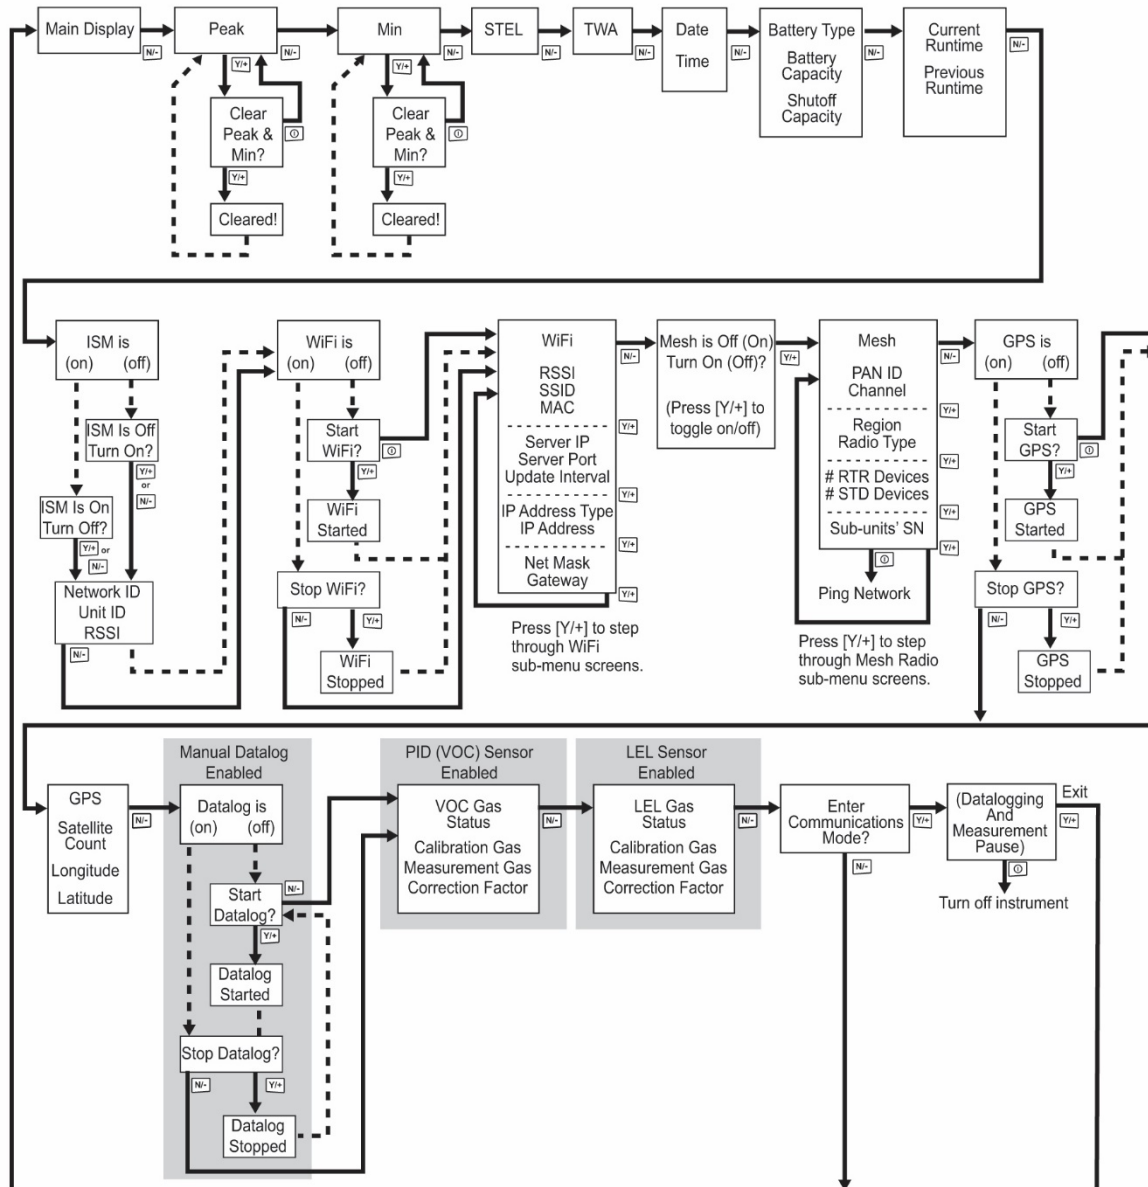 Main Display
N/-
Peak
N/-
Y/+
Clear
Peak &
Min?
Y/+
Cleared!
Min
N/-
Y/+
Clear
Peak &
Min?
Y/+
Cleared!
STEL
N/-
TWA
N/-
Date
Time
N/-
Battery Type
Battery
Capacity
Shutoff
Capacity
N/-
Current
Runtime
Previous
Runtime
N/-
ISM is
(on) (off)
ISM Is Off
Turn On?
Y/+
or
N/-
ISM Is On
Turn Off?
Y/+ or
N/-
Network ID
Unit ID
RSSI
N/-
WiFi is
(on) (off)
Start
WiFi?
Y/+
WiFi
Started
Stop WiFi?
N/-
Y/+
WiFi
Stopped
WiFi
RSSI
SSID
MAC
N/-
Y/+
Server IP
Server Port
Update Interval
Y/+
IP Address Type
IP Address
Y/+
Net Mask
Gateway
Y/+
Press [Y/+] to step
through WiFi
sub-menu screens.
Mesh is Off (On)
Turn On (Off)?
(Press [Y/+] to
toggle on/off)
Y/+
Mesh
PAN ID
Channel
N/-
Y/+
Region
Radio Type
Y/+
# RTR Devices
# STD Devices
Y/+
Sub-units' SN
Y/+
Ping Network
Press [Y/+] to step
through Mesh Radio
sub-menu screens.
GPS is
(on) (off)
Start
GPS?
Y/+
GPS
Started
Stop GPS?
N/-
Y/+
GPS
Stopped
GPS
Satellite
Count
Longitude
Latitude
N/-
Manual Datalog
Enabled
Datalog is
(on) (off)
Start
Datalog?
N/-
Y/+
Datalog
Started
Stop Datalog?
N/-
Y/+
Datalog
Stopped
PID (VOC) Sensor
Enabled
VOC Gas
Status
Calibration Gas
Measurement Gas
Correction Factor
N/-
LEL Sensor
Enabled
LEL Gas
Status
Calibration Gas
Measurement Gas
Correction Factor
N/-
Enter
Communications
Mode?
Y/+
N/-
(Datalogging
And
Measurement
Pause)
Exit
Y/+
Turn off instrument